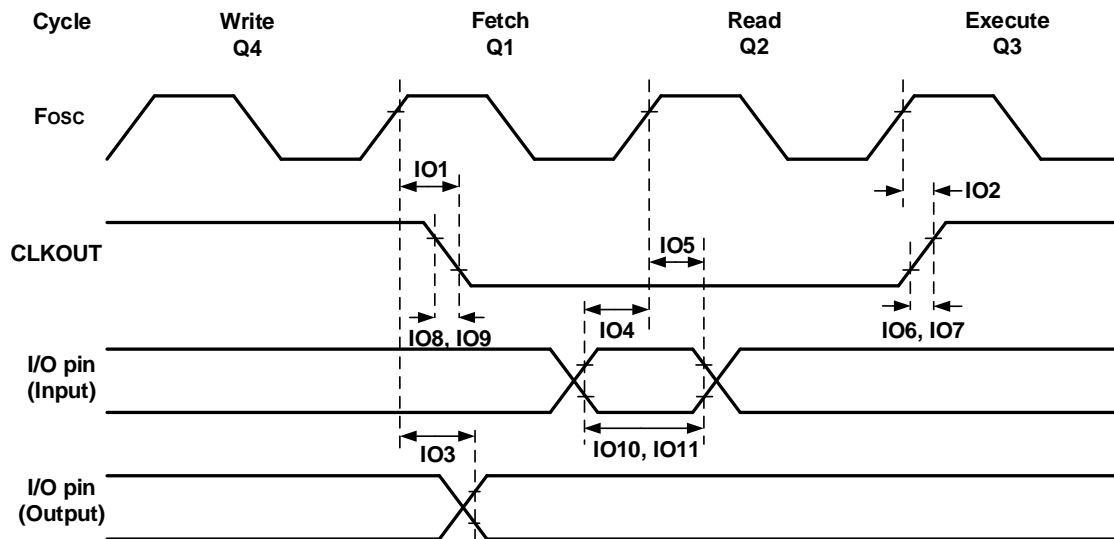 Cycle
Write
Q4
Fetch
Q1
Read
Q2
Execute
Q3
Fosc
IO1
IO2
CLKOUT
IO5
IO8, IO9
IO4
IO6, IO7
I/O pin
(Input)
IO10, IO11
IO3
I/O pin
(Output)